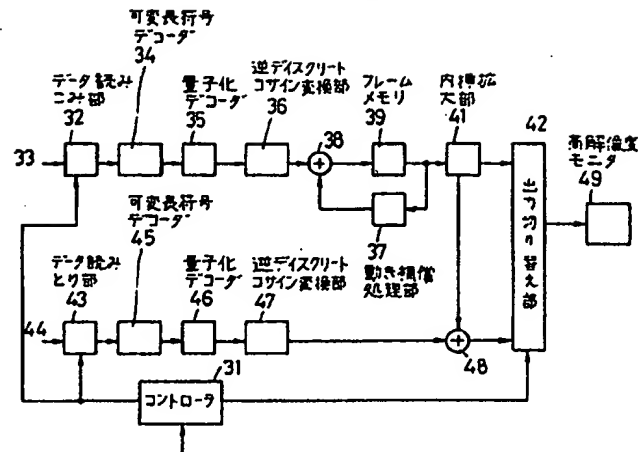 可変長符号
デコーダ
34
データ読み
こみ部
32
量子化
デコーダ
35
逆ディスクリート
コサイン変換部
36
38
フレーム
メモリ
39
内挿拡
大部
41
42
高解像度
モニタ
49
33
可変長符号
デコーダ
45
37
動き補償
処理部
出力切り替え部
データ読み
とり部
43
量子化
デコーダ
46
逆ディスクリート
コサイン変換部
47
44
48
31
コントローラ